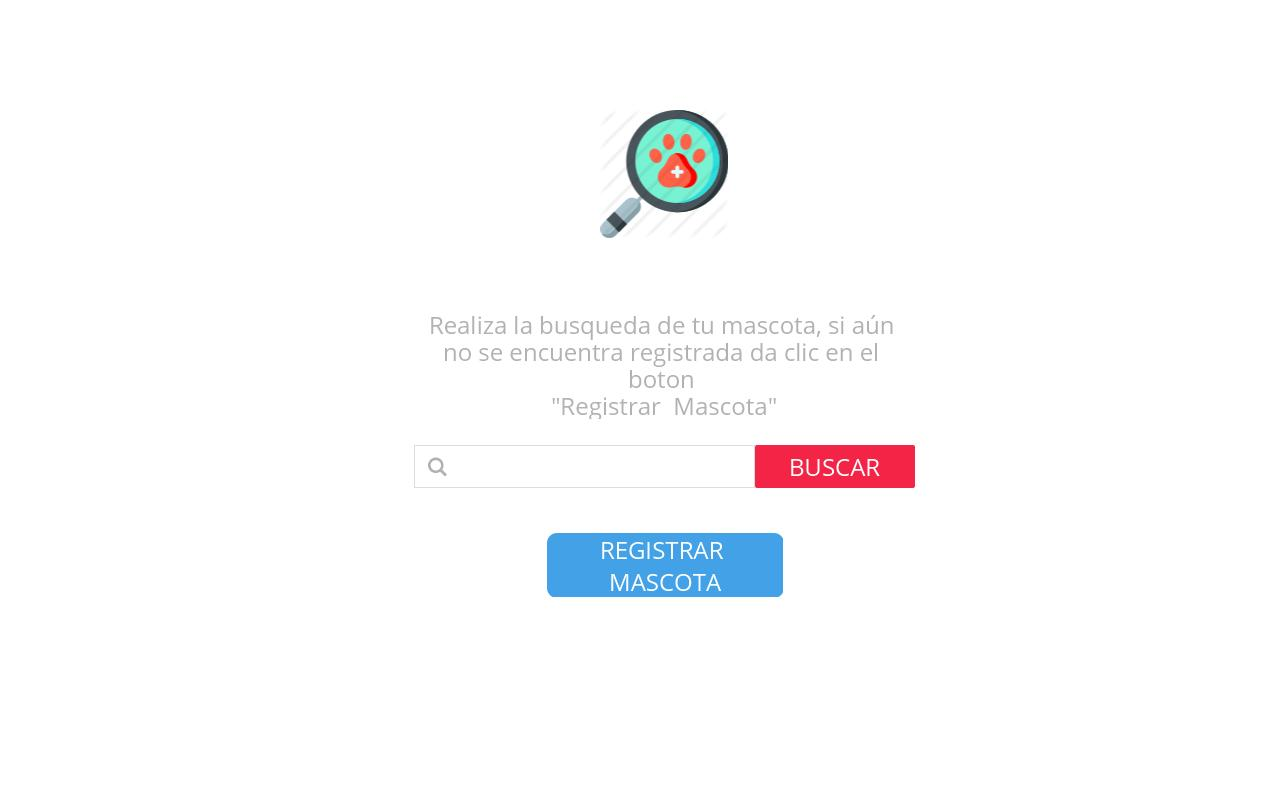 Realiza la busqueda de tu mascota, si aún
no se encuentra registrada da clic en el
boton
"Registrar  Mascota"
BUSCAR
REGISTRAR
MASCOTA